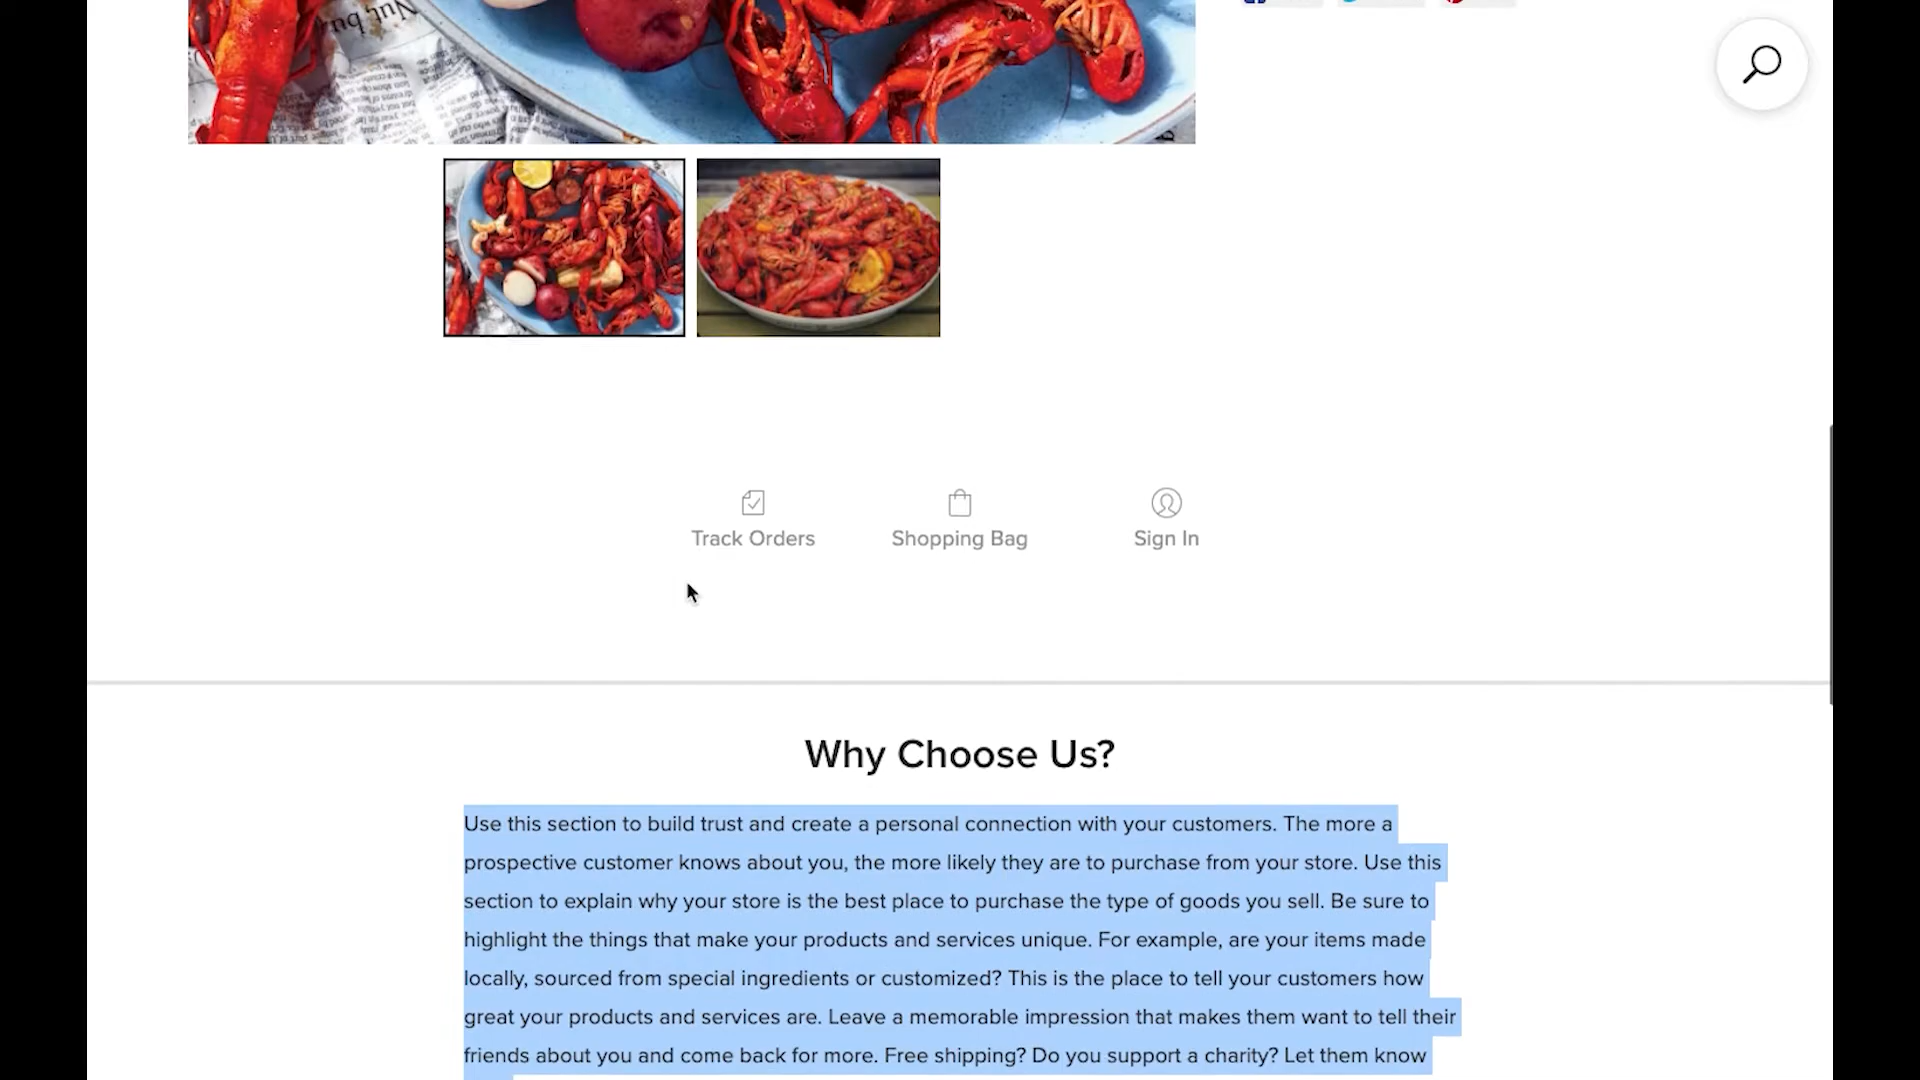 Nut, bu
Track Orders
Shopping Bag
Sign In
Why Choose Us?
Use this section to build trust and create a personal connection with your customers. The more a
prospective customer knows about you, the more likely they are to purchase from your store. Use this
section to explain why your store is the best place to purchase the type of goods you sell. Be sure to
highlight the things that make your products and services unique. For example, are your items made
locally, sourced from special ingredients or customized? This is the place to tell your customers how
great your products and services are. Leave a memorable impression that makes them want to tell their
friends about you and come back for more. Free shipping? Do you support a charity? Let them know